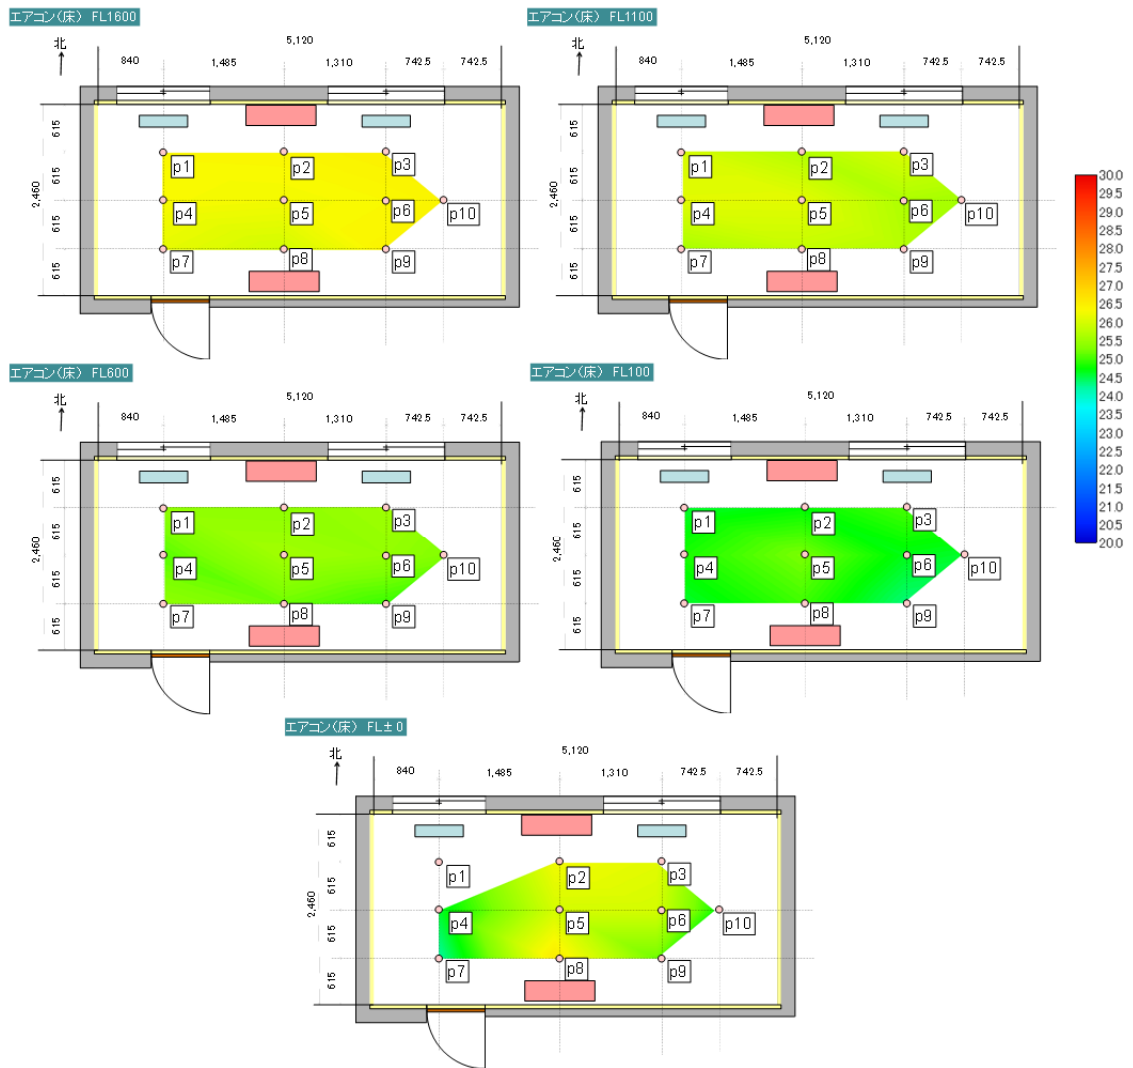 エアコン(床) FL1600
北
5,120
840
1,485
1,310
742.5
742.5
2,460
615
615
615
615
p1
p2
p3
p4
p5
p6
p10
p7
p8
p9
エアコン(床) FL1100
北
5,120
840
1,485
1,310
742.5
742.5
2,460
615
615
615
615
p1
p2
p3
p4
p5
p6
p10
p7
p8
p9
30.0
29.5
29.0
28.5
28.0
27.5
27.0
26.5
26.0
25.5
25.0
24.5
24.0
23.5
23.0
22.5
22.0
21.5
21.0
20.5
20.0
エアコン(床) FL600
北
5,120
840
1,485
1,310
742.5
742.5
2,460
615
615
615
615
p1
p2
p3
p4
p5
p6
p10
p7
p8
p9
エアコン(床) FL100
北
5,120
840
1,485
1,310
742.5
742.5
2,460
615
615
615
615
p1
p2
p3
p4
p5
p6
p10
p7
p8
p9
エアコン(床) FL±0
北
5,120
840
1,485
1,310
742.5
742.5
2,460
615
615
615
615
p1
p2
p3
p4
p5
p6
p10
p7
p8
p9